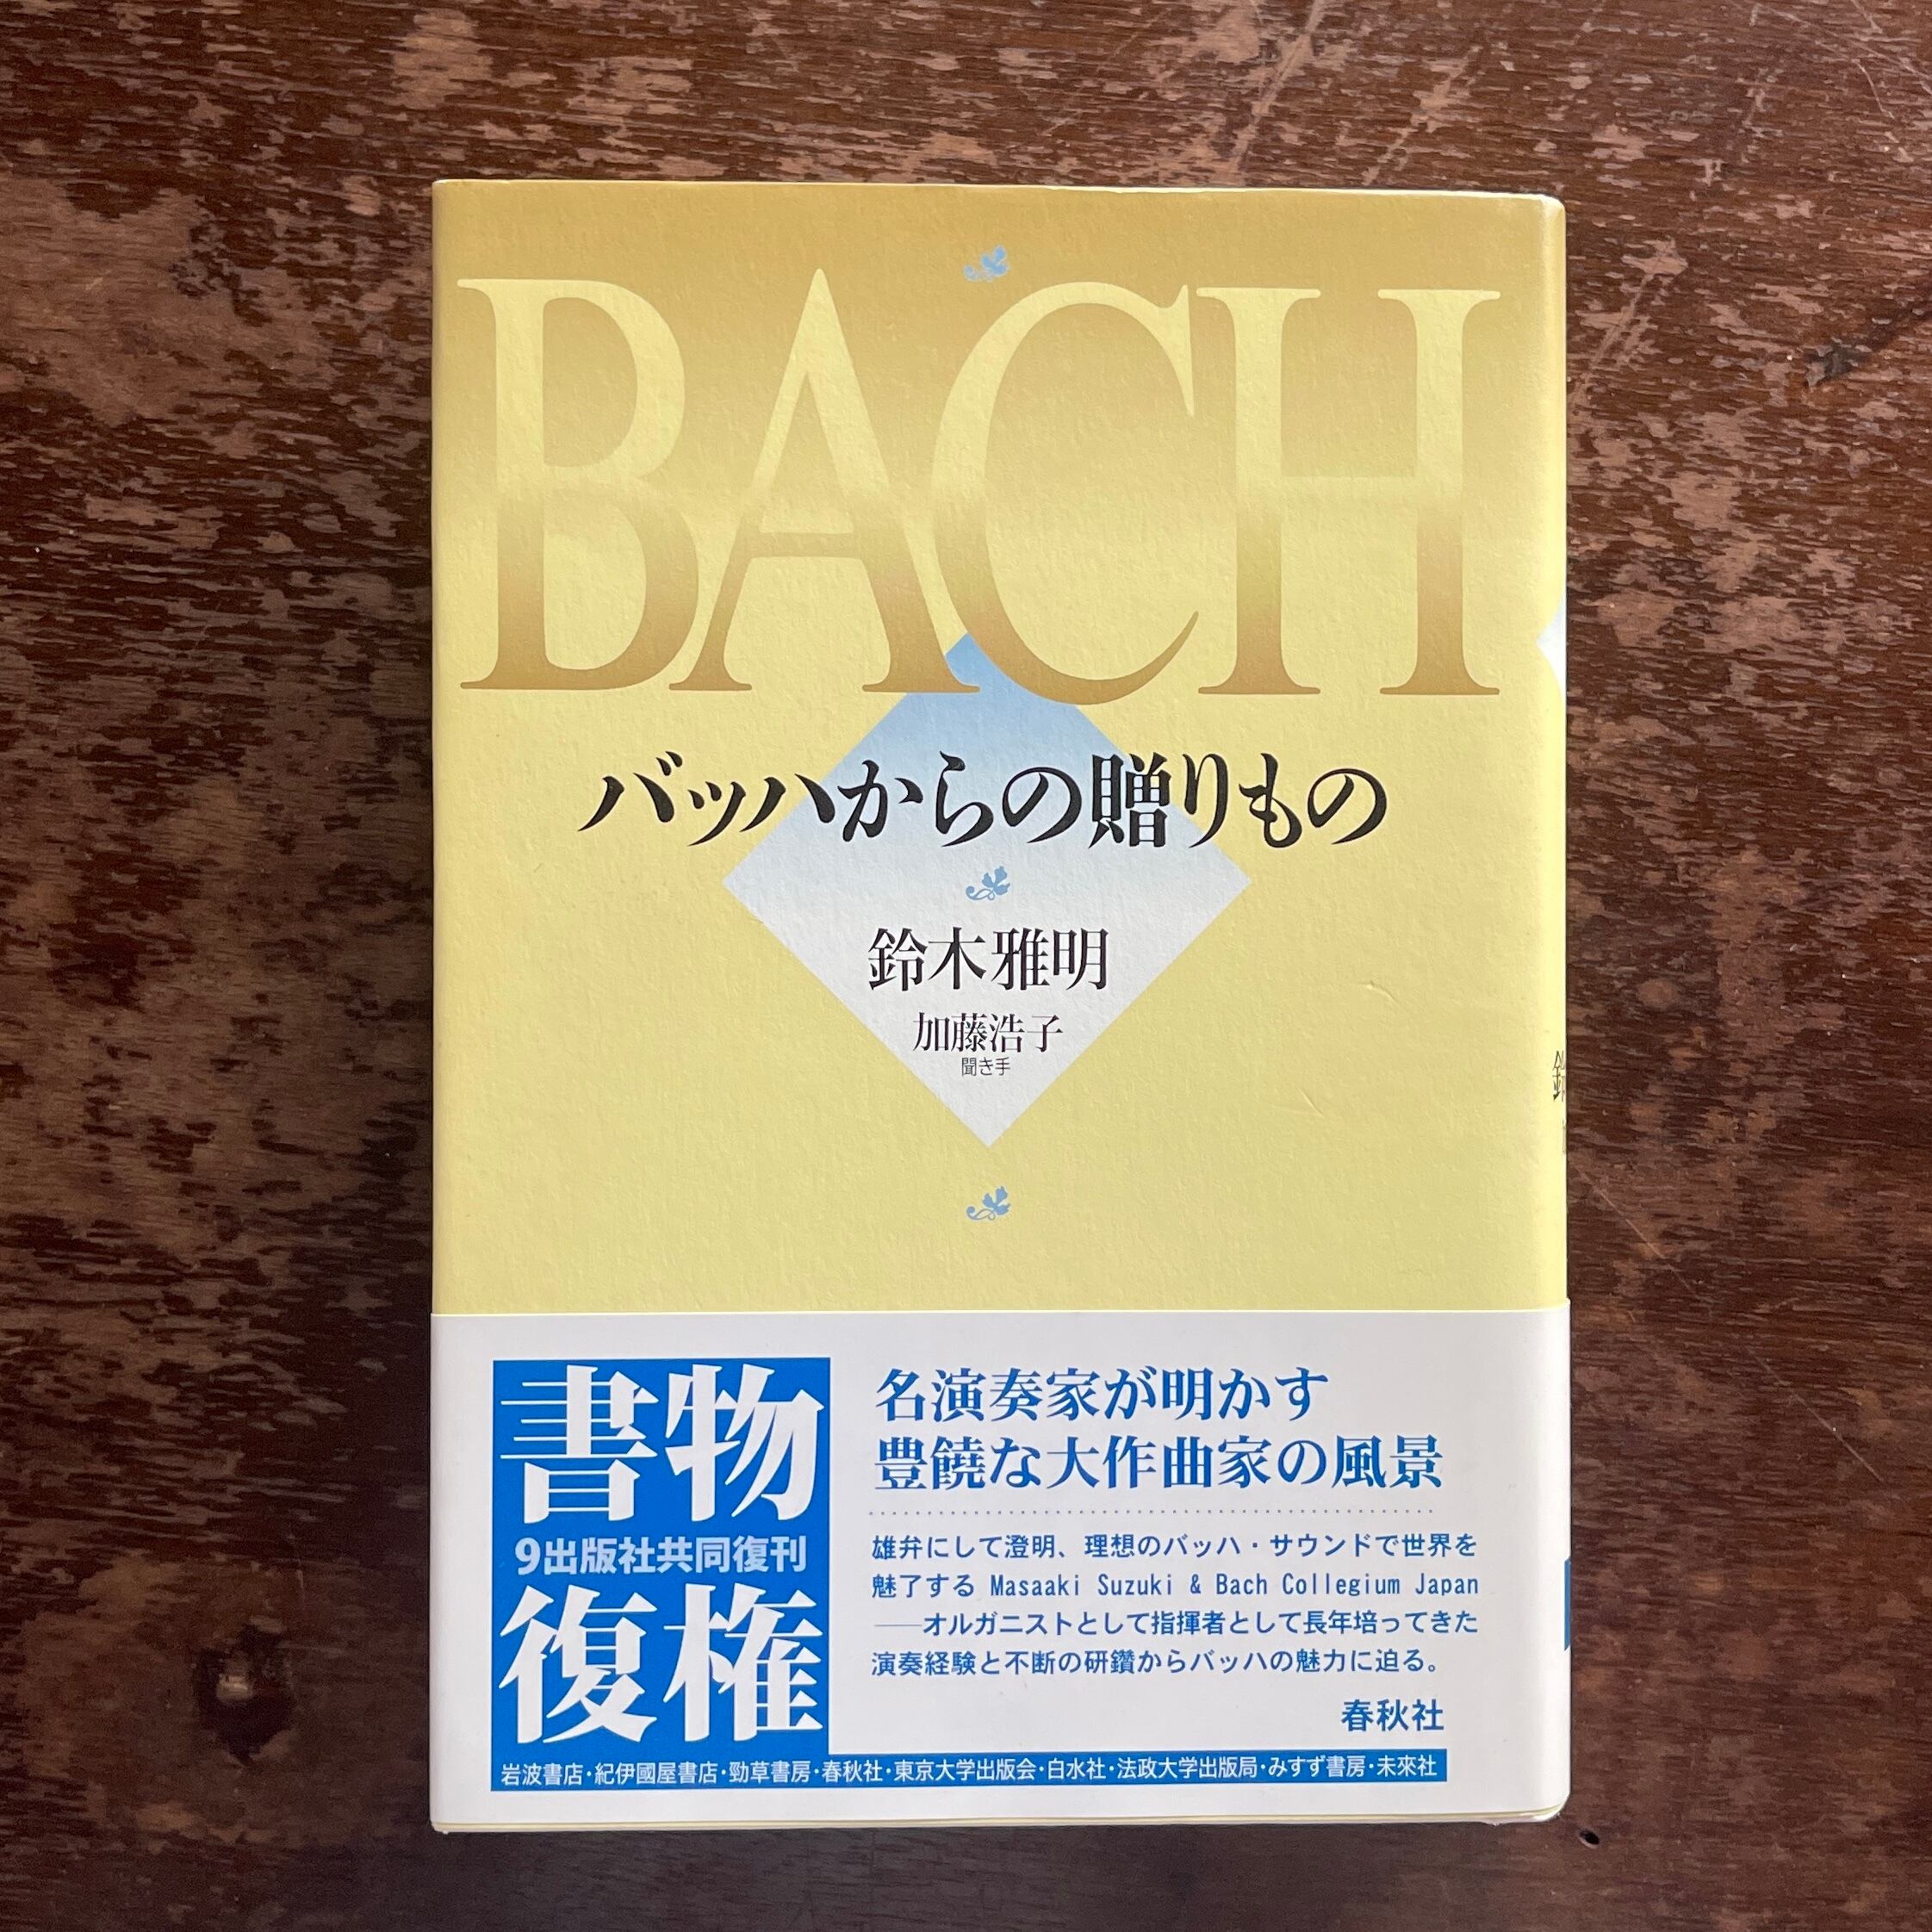 BACH
バッハからの贈りもの
鈴木雅明
加藤浩子
聞き手
書物
9出版社共同復刊
復権
名演奏家が明かす
豊饒な大作曲家の風景
雄弁にして澄明、理想のバッハ・サウンドで世界を
魅了する Masaaki Suzuki & Bach Collegium Japan
──オルガニストとして指揮者として長年培ってきた
演奏経験と不断の研鑽からバッハの魅力に迫る。
春秋社
岩波書店・紀伊國屋書店・勁草書房・春秋社・東京大学出版会・白水社・法政大学出版局・みすず書房・未來社